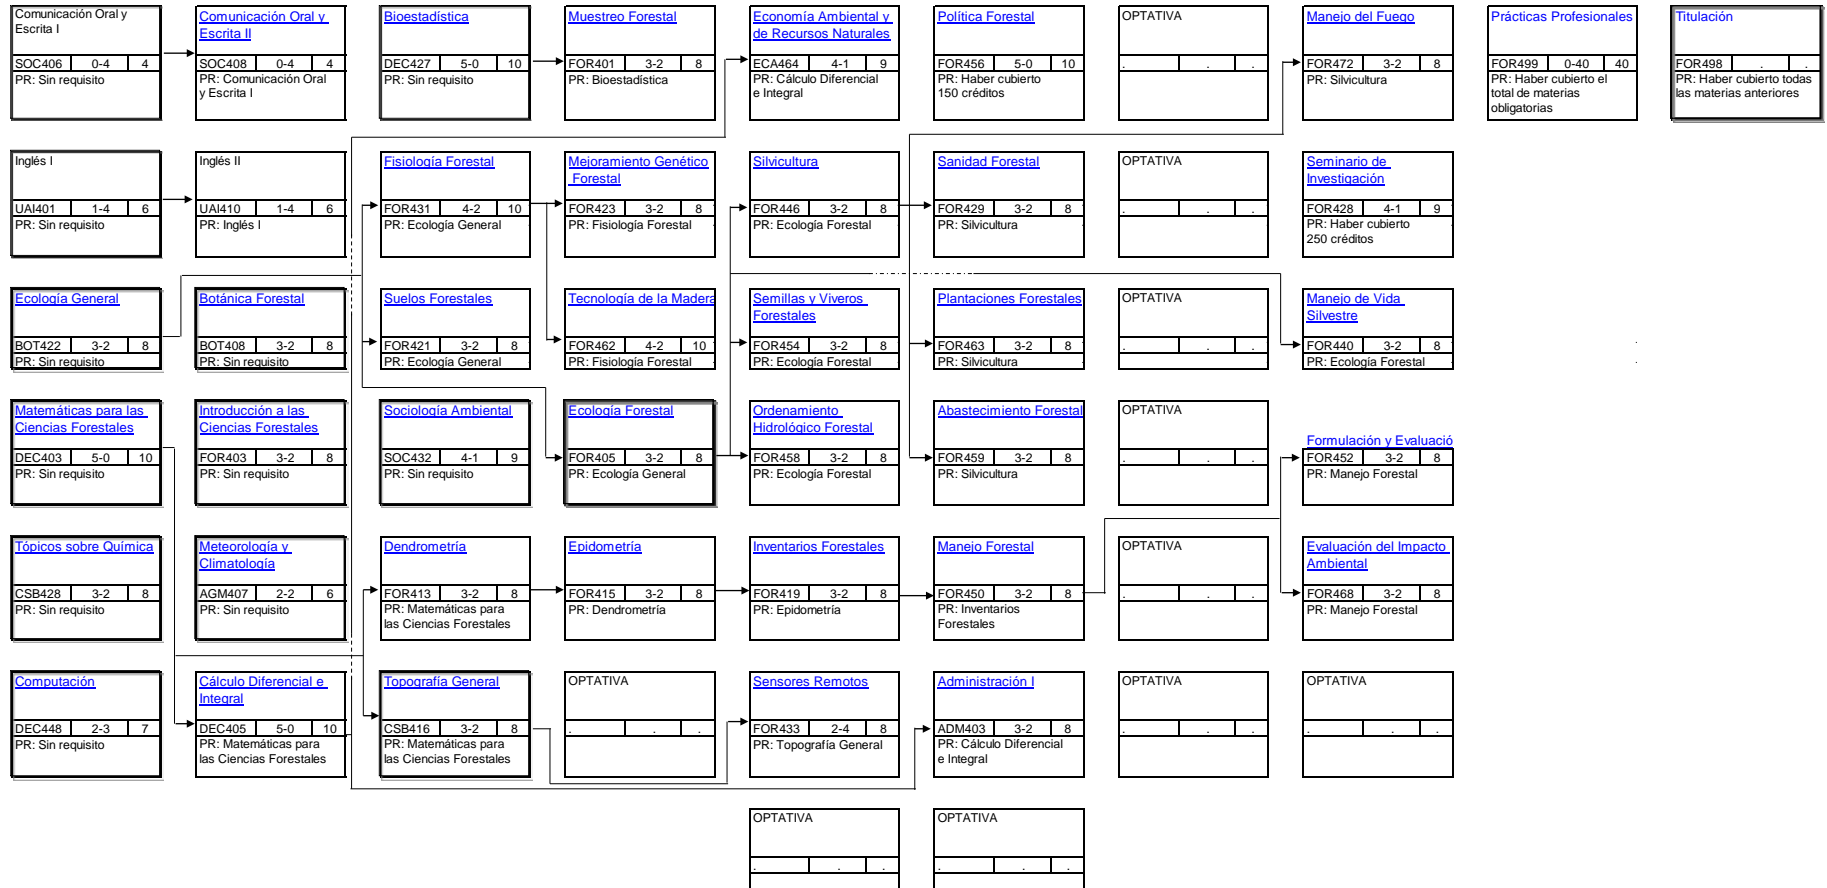 Comunicación Oral y
Escrita I
SOC406 0-4 4
PR: Sin requisito
Comunicación Oral y
Escrita II
SOC408 0-4 4
PR: Comunicación Oral
y Escrita I
Bioestadística
DEC427 5-0 10
PR: Sin requisito
Muestreo Forestal
FOR401 3-2 8
PR: Bioestadística
Economía Ambiental y
de Recursos Naturales
ECA464 4-1 9
PR: Cálculo Diferencial
e Integral
Política Forestal
FOR456 5-0 10
PR: Haber cubierto
150 créditos
OPTATIVA
. . .
Manejo del Fuego
FOR472 3-2 8
PR: Silvicultura
Prácticas Profesionales
FOR499 0-40 40
PR: Haber cubierto el
total de materias
obligatorias
Titulación
FOR498 . .
PR: Haber cubierto todas
las materias anteriores
Inglés I
UAI401 1-4 6
PR: Sin requisito
Inglés II
UAI410 1-4 6
PR: Inglés I
Fisiología Forestal
FOR431 4-2 10
PR: Ecología General
Mejoramiento Genético
Forestal
FOR423 3-2 8
PR: Fisiología Forestal
Silvicultura
FOR446 3-2 8
PR: Ecología Forestal
Sanidad Forestal
FOR429 3-2 8
PR: Silvicultura
OPTATIVA
. . .
Seminario de
Investigación
FOR428 4-1 9
PR: Haber cubierto
250 créditos
Ecología General
BOT422 3-2 8
PR: Sin requisito
Botánica Forestal
BOT408 3-2 8
PR: Sin requisito
Suelos Forestales
FOR421 3-2 8
PR: Ecología General
Tecnología de la Madera
FOR462 4-2 10
PR: Fisiología Forestal
Semillas y Viveros
Forestales
FOR454 3-2 8
PR: Ecología Forestal
Plantaciones Forestales
FOR463 3-2 8
PR: Silvicultura
OPTATIVA
. . .
Manejo de Vida
Silvestre
FOR440 3-2 8
PR: Ecología Forestal
Matemáticas para las
Ciencias Forestales
DEC403 5-0 10
PR: Sin requisito
Introducción a las
Ciencias Forestales
FOR403 3-2 8
PR: Sin requisito
Sociología Ambiental
SOC432 4-1 9
PR: Sin requisito
Ecología Forestal
FOR405 3-2 8
PR: Ecología General
Ordenamiento
Hidrológico Forestal
FOR458 3-2 8
PR: Ecología Forestal
Abastecimiento Forestal
FOR459 3-2 8
PR: Silvicultura
OPTATIVA
. . .
Formulación y Evaluació
FOR452 3-2 8
PR: Manejo Forestal
Tópicos sobre Química
CSB428 3-2 8
PR: Sin requisito
Meteorología y
Climatología
AGM407 2-2 6
PR: Sin requisito
Dendrometría
FOR413 3-2 8
PR: Matemáticas para
las Ciencias Forestales
Epidometría
FOR415 3-2 8
PR: Dendrometría
Inventarios Forestales
FOR419 3-2 8
PR: Epidometría
Manejo Forestal
FOR450 3-2 8
PR: Inventarios
Forestales
OPTATIVA
. . .
Evaluación del Impacto
Ambiental
FOR468 3-2 8
PR: Manejo Forestal
Computación
DEC448 2-3 7
PR: Sin requisito
Cálculo Diferencial e
Integral
DEC405 5-0 10
PR: Matemáticas para
las Ciencias Forestales
Topografía General
CSB416 3-2 8
PR: Matemáticas para
las Ciencias Forestales
OPTATIVA
. . .
Sensores Remotos
FOR433 2-4 8
PR: Topografía General
Administración I
ADM403 3-2 8
PR: Cálculo Diferencial
e Integral
OPTATIVA
. . .
OPTATIVA
. . .
OPTATIVA
. . .
OPTATIVA
. . .